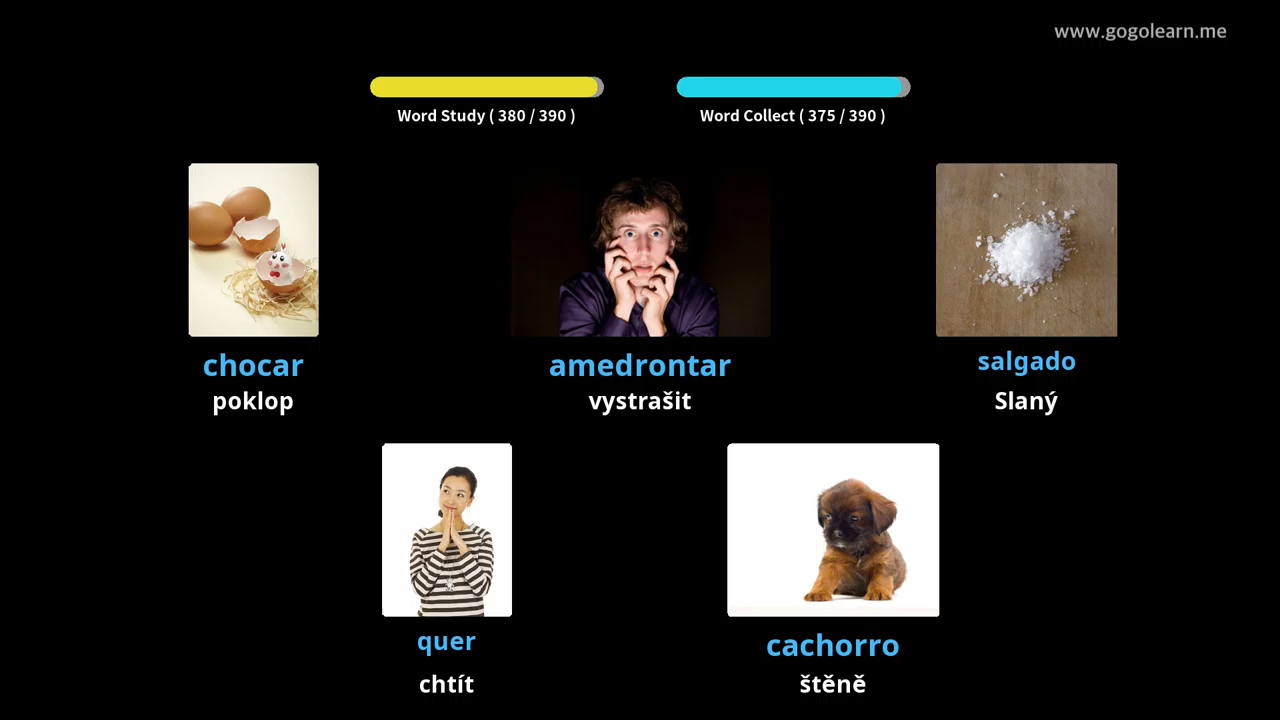 www.gogolearn.me
Word Study ( 380 / 390 )
Word Collect ( 375 / 390 )
chocar
poklop
amedrontar
vystrašit
salgado
Slaný
quer
chtít
cachorro
štěně